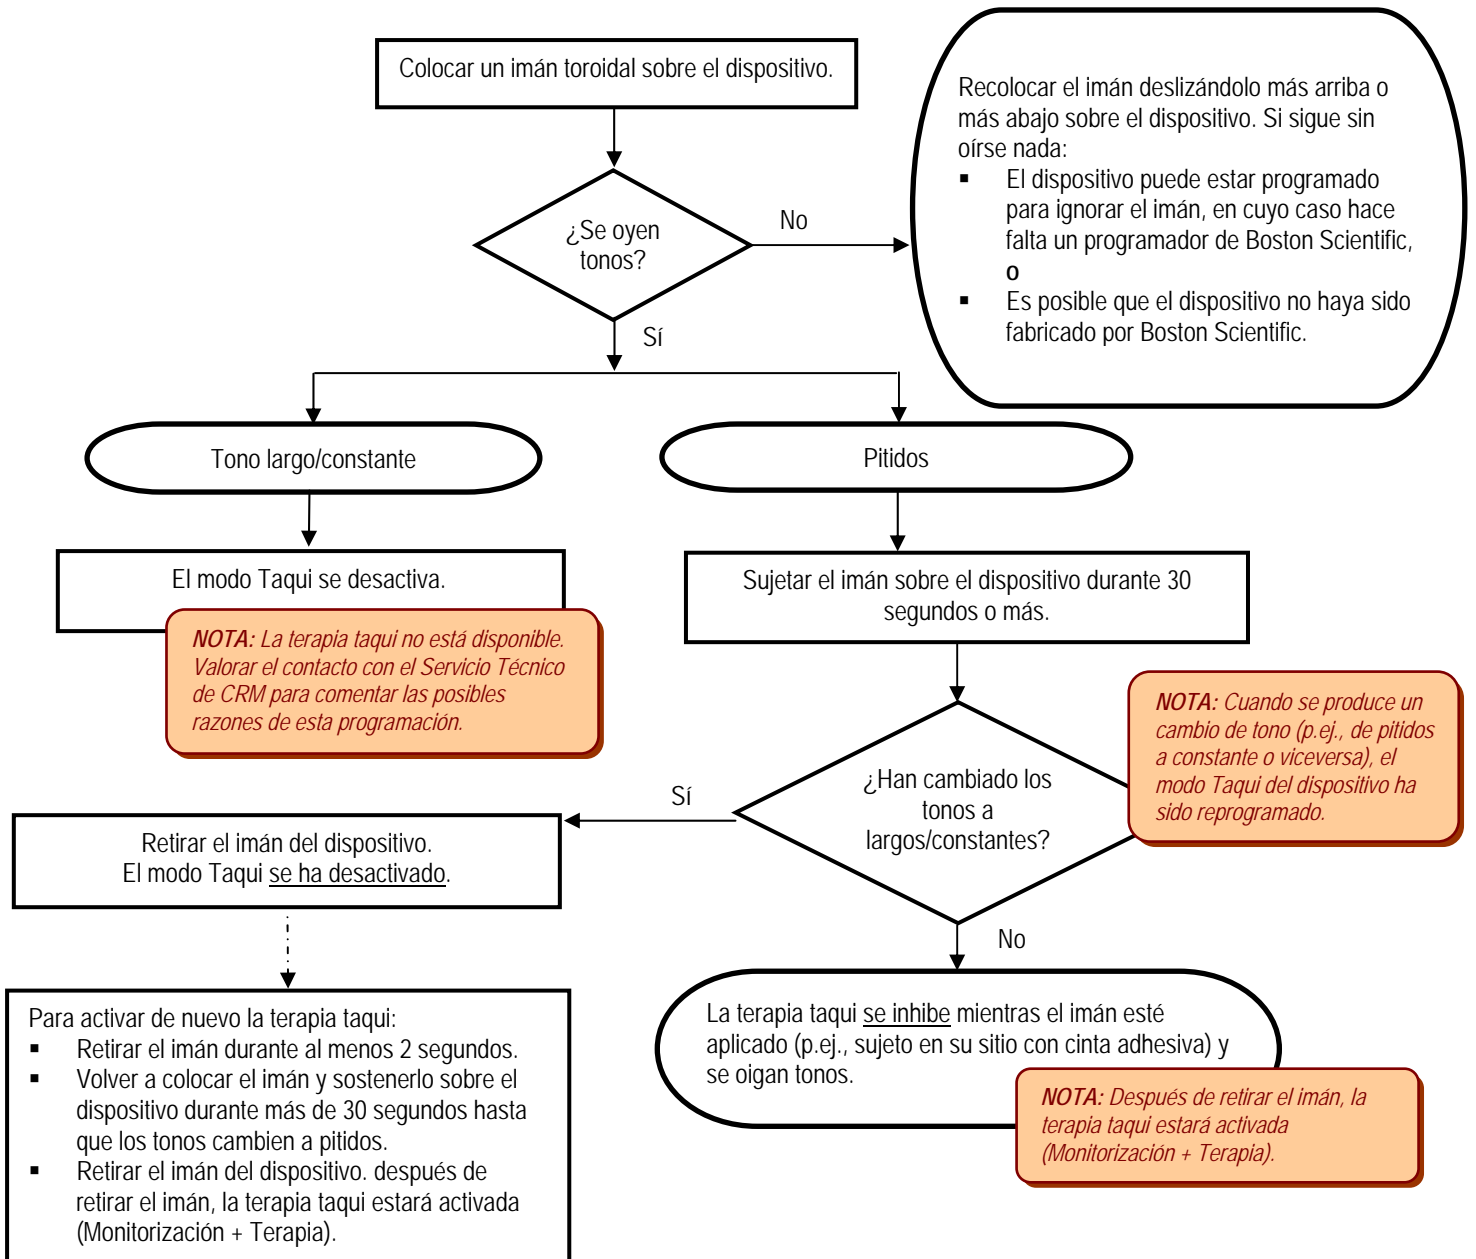 Colocar un imán toroidal sobre el dispositivo.
Recolocar el imán deslizándolo más arriba o
más abajo sobre el dispositivo. Si sigue sin
oírse nada:
▪ El dispositivo puede estar programado
para ignorar el imán, en cuyo caso hace
falta un programador de Boston Scientific,
o
▪ Es posible que el dispositivo no haya sido
fabricado por Boston Scientific.
¿Se oyen
tonos?
No
Sí
Tono largo/constante
Pitidos
El modo Taqui se desactiva.
NOTA: La terapia taqui no está disponible.
Valorar el contacto con el Servicio Técnico
de CRM para comentar las posibles
razones de esta programación.
Sujetar el imán sobre el dispositivo durante 30
segundos o más.
NOTA: Cuando se produce un
cambio de tono (p.ej., de pitidos
a constante o viceversa), el
modo Taqui del dispositivo ha
sido reprogramado.
¿Han cambiado los
tonos a
largos/constantes?
Sí
Retirar el imán del dispositivo.
El modo Taqui se ha desactivado.
No
Para activar de nuevo la terapia taqui:
▪ Retirar el imán durante al menos 2 segundos.
▪ Volver a colocar el imán y sostenerlo sobre el
dispositivo durante más de 30 segundos hasta
que los tonos cambien a pitidos.
▪ Retirar el imán del dispositivo. después de
retirar el imán, la terapia taqui estará activada
(Monitorización + Terapia).
La terapia taqui se inhibe mientras el imán esté
aplicado (p.ej., sujeto en su sitio con cinta adhesiva) y
se oigan tonos.
NOTA: Después de retirar el imán, la
terapia taqui estará activada
(Monitorización + Terapia).